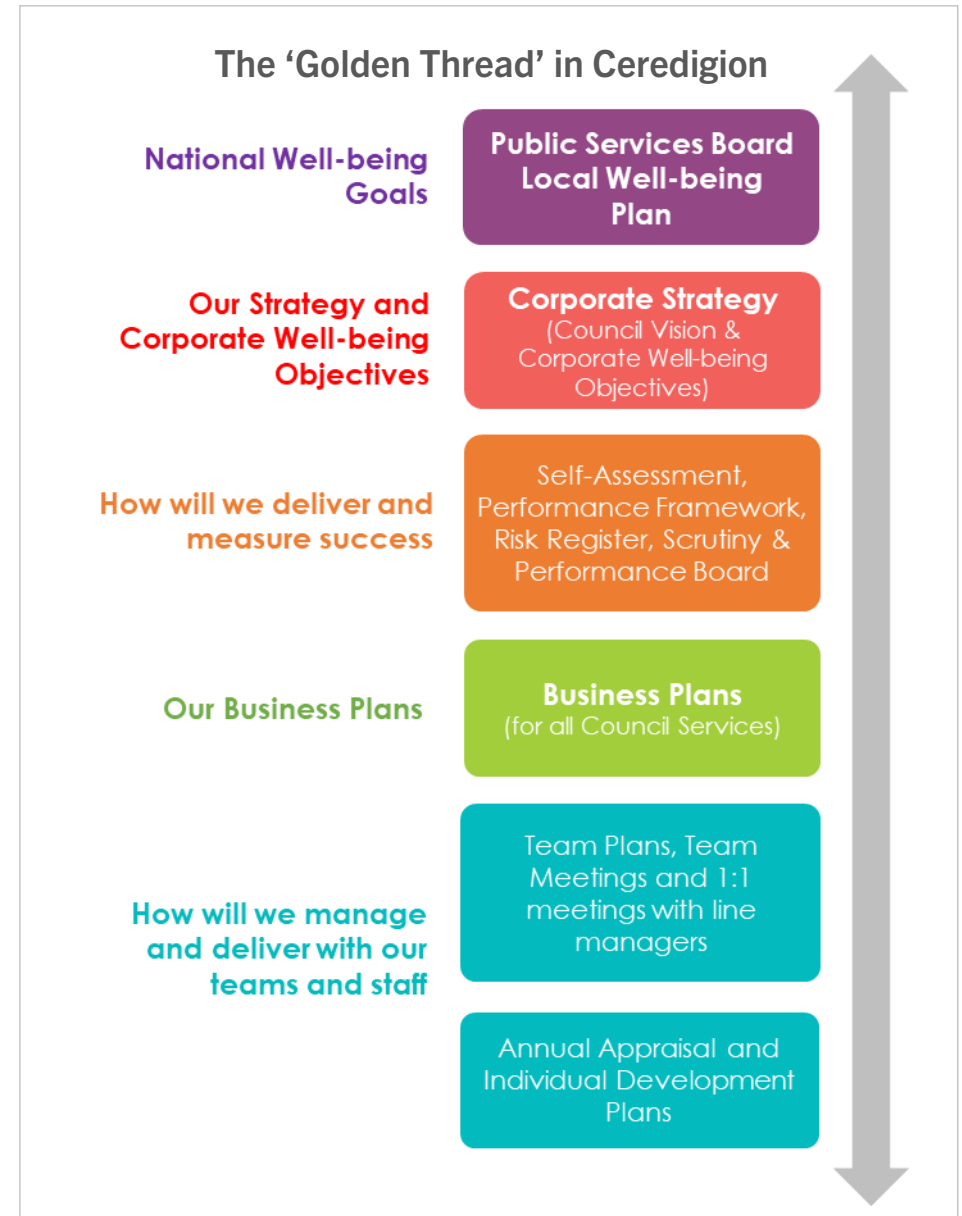 The ‘Golden Thread’ in Ceredigion
National Well-being
Goals
Public Services Board
Local Well-being
Plan
Our Strategy and
Corporate Well-being
Objectives
Corporate Strategy
(Council Vision &
Corporate Well-being
Objectives)
How will we deliver and
measure success
Self-Assessment,
Performance Framework,
Risk Register, Scrutiny &
Performance Board
Our Business Plans
Business Plans
(for all Council Services)
How will we manage
and deliver with our
teams and staff
Team Plans, Team
Meetings and 1:1
meetings with line
managers
Annual Appraisal and
Individual Development
Plans